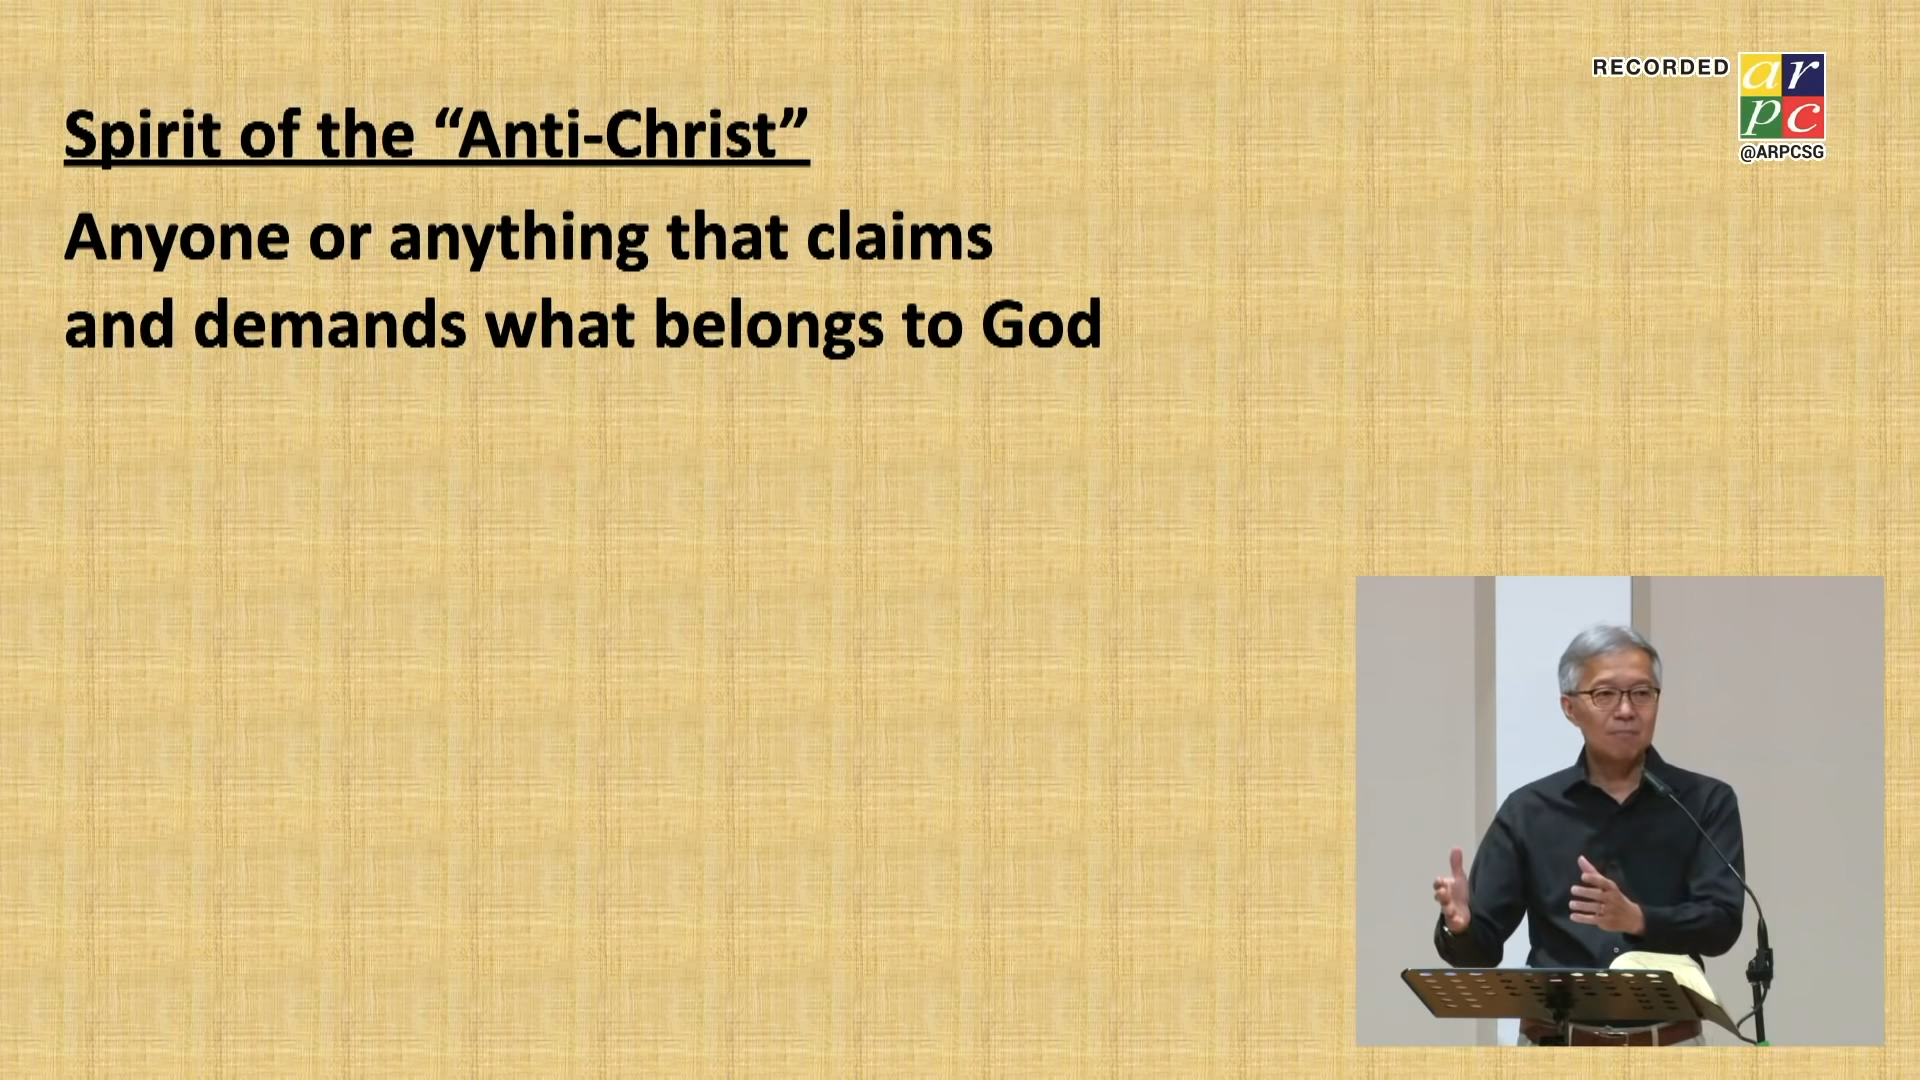 RECORDED
ar
pc
@ARPCSG
Spirit of the “Anti-Christ”
Anyone or anything that claims
and demands what belongs to God